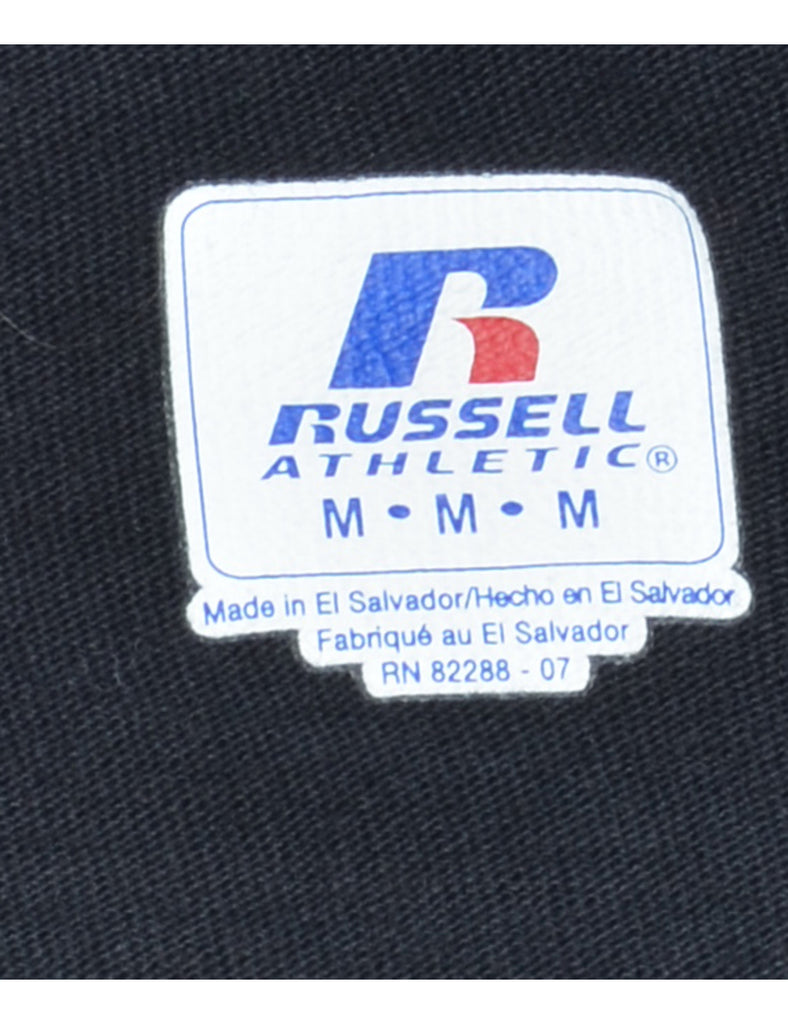 R
RUSSELL
ATHLETIC®
M • M • M
Made in El Salvador/Hecho en El Salvador
Fabriqué au El Salvador
RN 82288 - 07